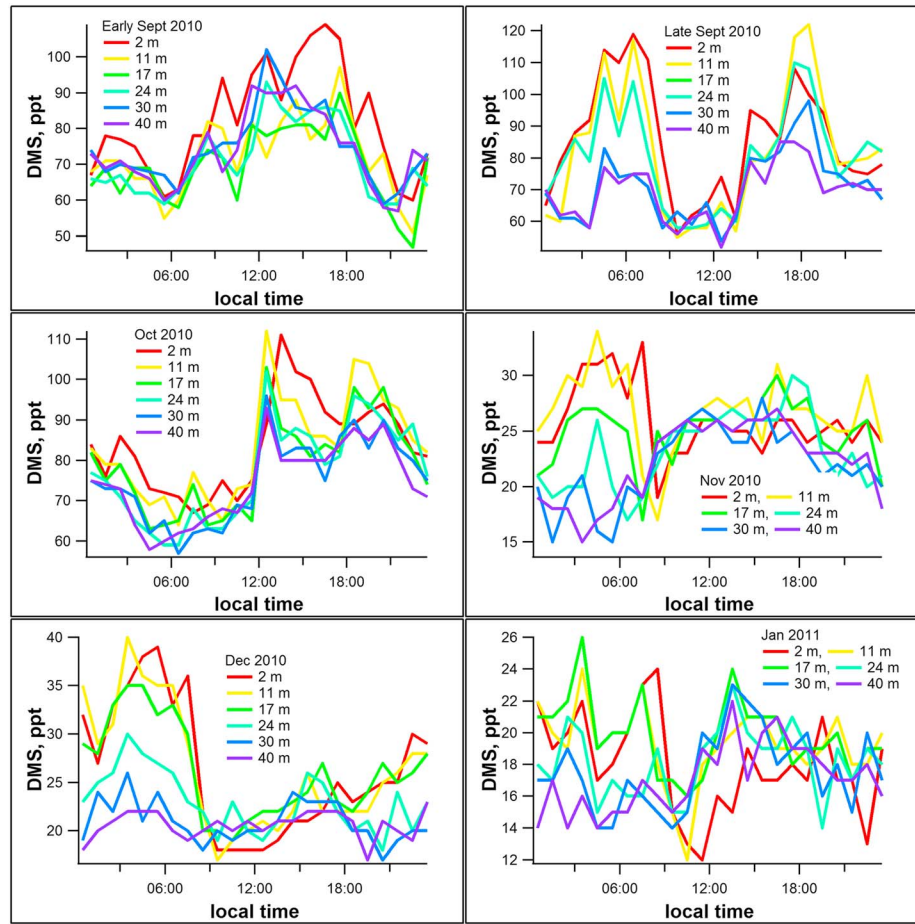 Early Sept 2010
2 m
11 m
17 m
24 m
30 m
40 m
100
90
80
70
60
50
DMS, ppt
06:00 12:00 18:00
local time
Late Sept 2010
2 m
11 m
17 m
24 m
30 m
40 m
120
110
100
90
80
70
60
DMS, ppt
06:00 12:00 18:00
local time
Oct 2010
2 m
11 m
17 m
24 m
30 m
40 m
110
100
90
80
70
60
DMS, ppt
06:00 12:00 18:00
local time
Nov 2010
2 m, 11 m
17 m, 24 m
30 m, 40 m
30
25
20
15
DMS, ppt
06:00 12:00 18:00
local time
Dec 2010
2 m
11 m
17 m
24 m
30 m
40 m
40
35
30
25
20
DMS, ppt
06:00 12:00 18:00
local time
Jan 2011
2 m, 11 m
17 m, 24 m
30 m, 40 m
26
24
22
20
18
16
14
12
DMS, ppt
06:00 12:00 18:00
local time